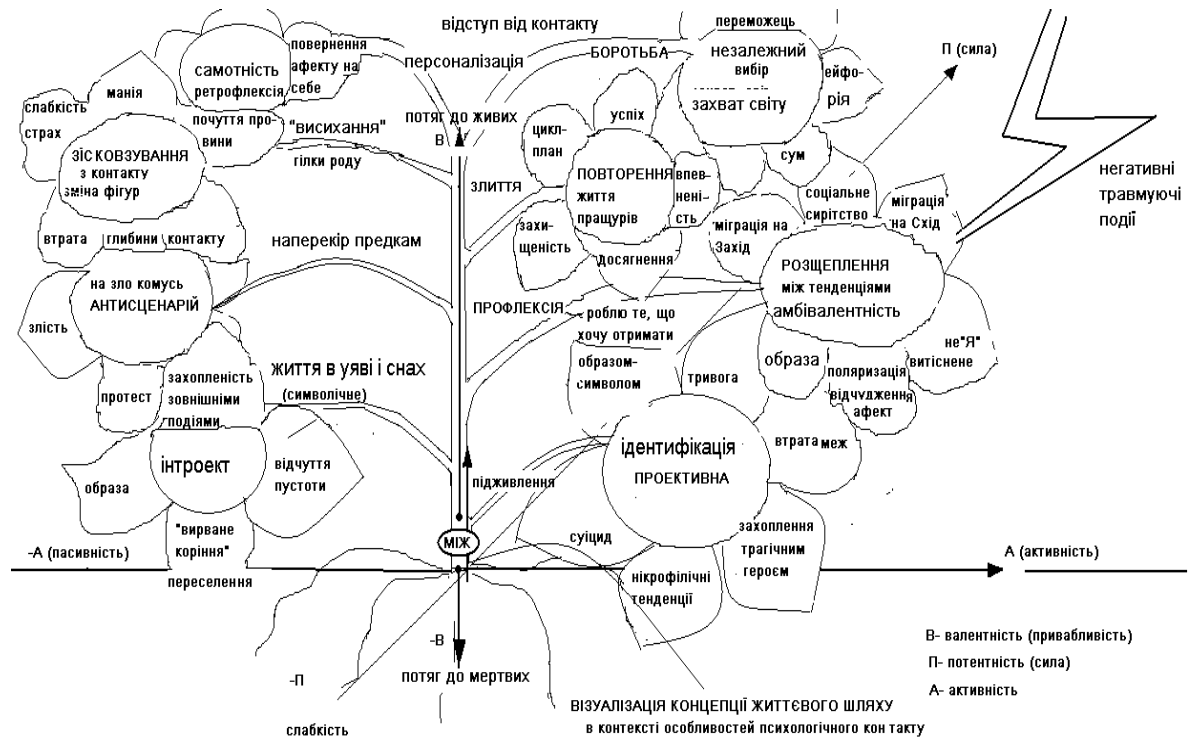 відступ від контакту
персоналізація
БОРОТЬБА
переможець
незалежний
вибір
захват світу
ейфо-
рія
сум
П (сила)
негативні
травмуючі
події
повернення
афекту на
себе
самотність
ретрофлексія
манія
слабкість
страх
почуття про-
вини
"висихання"
гілки роду
ЗІС КОВЗУВАННЯ
з контакту
зміна фігур
втрата глибини контакту
потяг до живих
В
ЗЛИТТЯ
цикл-
план
успіх
ПОВТОРЕННЯ
життя
пращурів
впев-
нені-
сть
захи-
щеність
досягнення
міграція на
Захід
соціальне
сирітство
міграція
на Схід
РОЗЩЕПЛЕННЯ
між тенденціями
амбівалентність
не"Я"
витіснене
образа
поляризація
відчудження
афект
наперекір предкам
на зло комусь
АНТИСЦЕНАРІЙ
злість
протест
ПРОФЛЕКСІЯ
роблю те, що
хочу отримати
образом-
символом
тривога
життя в уяві і снах
(символічне)
захопленість
зовнішніми
подіями
інтроект
образа
відчуття
пустоти
"вирване
коріння"
переселення
підживлення
ідентифікація
ПРОЕКТИВНА
втрата меж
захоплення
трагічним
героєм
суіцид
нікрофілічні
тенденції
МІЖ
-А (пасивність)
А (активність)
-В
потяг до мертвих
-П
слабкість
В- валентність (привабливість)
П- потентність (сила)
А- активність
ВІЗУАЛІЗАЦІЯ КОНЦЕПЦІЇ ЖИТТЄВОГО ШЛЯХУ
в контексті особливостей психологічного кон такту